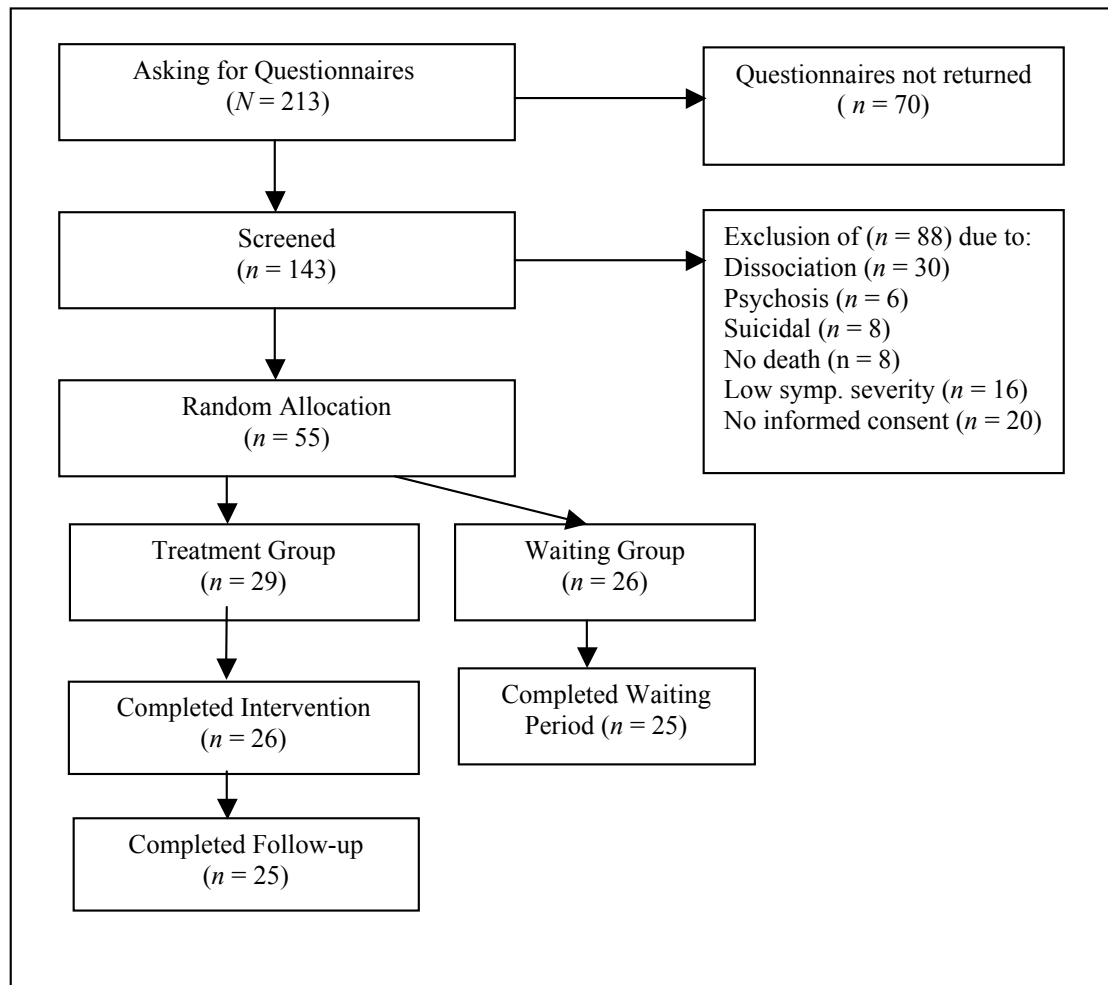 Asking for Questionnaires
(N = 213)
Questionnaires not returned
( n = 70)
Screened
(n = 143)
Exclusion of (n = 88) due to:
Dissociation (n = 30)
Psychosis (n = 6)
Suicidal (n = 8)
No death (n = 8)
Low symp. severity (n = 16)
No informed consent (n = 20)
Random Allocation
(n = 55)
Treatment Group
(n = 29)
Waiting Group
(n = 26)
Completed Intervention
(n = 26)
Completed Waiting
Period (n = 25)
Completed Follow-up
(n = 25)